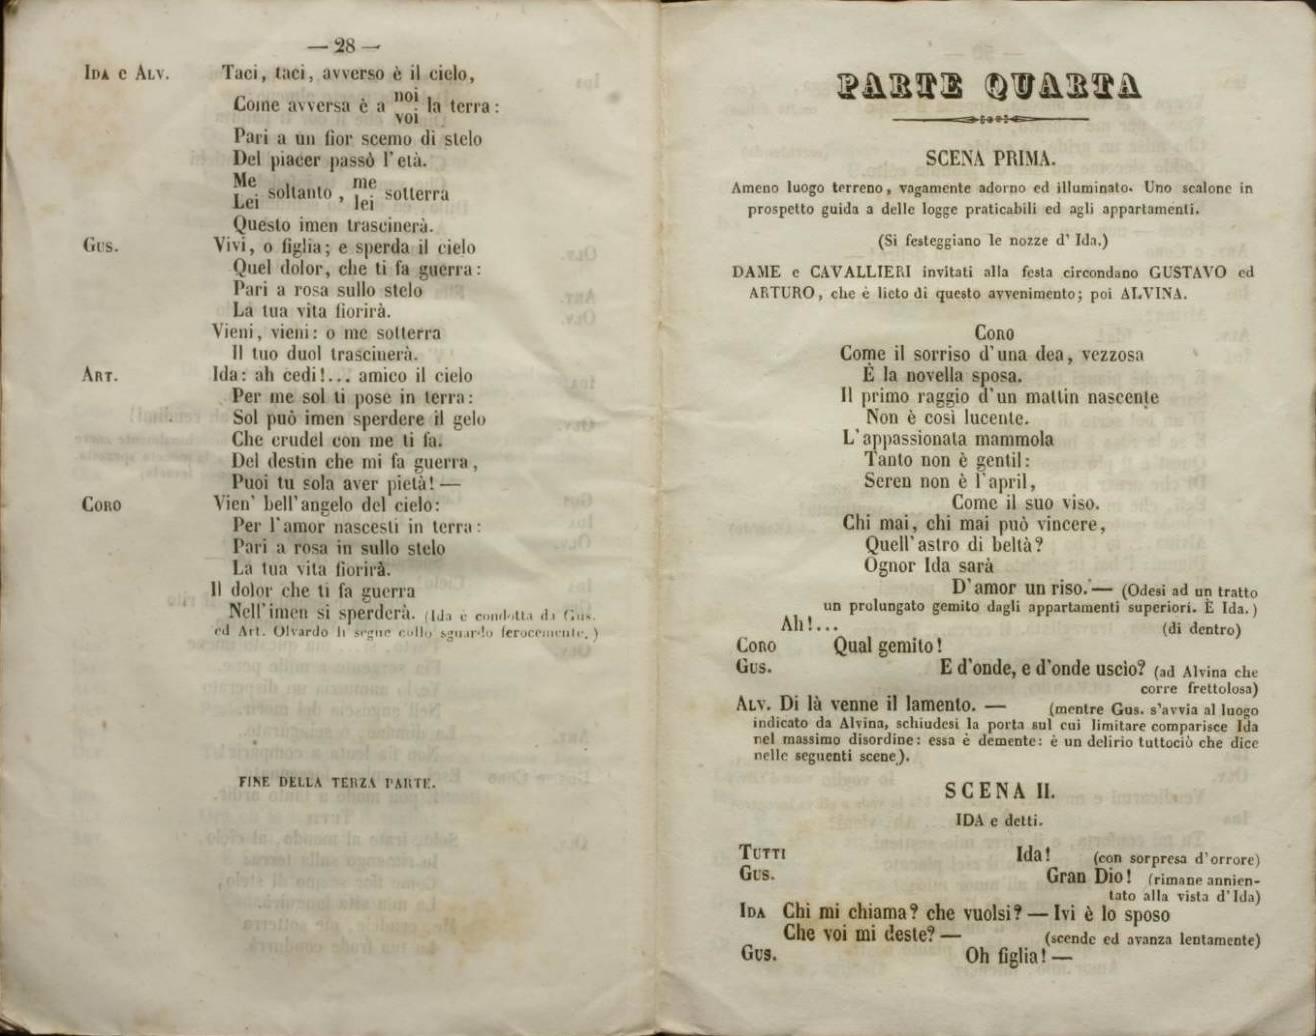 — 28 —
IDA e ALV. Taci, taci, avverso è il cielo,
Come avversa è a noi la terra:
voi
Pari a un fior scemo di stelo
Del piacer passò l'età.
Me soltanto, me sotterra
Lei lei
Questo imen trascinerà.
GUS. Vivi, o figlia; e sperda il cielo
Quel dolor, che ti fa guerra:
Pari a rosa sullo stelo
La tua vita fiorirà.
Vieni, vieni: o me sotterra
Il tuo duol trascinerà.
ART. Ida: ah cedi!... amico il cielo
Per me sol ti pose in terra:
Sol può imen sperdere il gelo
Che crudel con me ti fa.
Del destin che mi fa guerra,
Puoi tu sola aver pietà! —
CORO Vien' bell'angelo del cielo:
Per l'amor nascesti in terra:
Pari a rosa in sullo stelo
La tua vita fiorirà.
Il dolor che ti fa guerra
Nell'imen si sperderà. (Ida è condotta da Gus.
ed Art. Olvardo li segue collo sguardo ferocemente.)
FINE DELLA TERZA PARTE.
PARTE QUARTA
SCENA PRIMA.
Ameno luogo terreno, vagamente adorno ed illuminato. Uno scalone in
prospetto guida a delle logge praticabili ed agli appartamenti.
(Si festeggiano le nozze d' Ida.)
DAME e CAVALLIERI invitati alla festa circondano GUSTAVO ed
ARTURO, che è lieto di questo avvenimento; poi ALVINA.
CORO
Come il sorriso d'una dea, vezzosa
È la novella sposa.
Il primo raggio d'un mattin nascente
Non è così lucente.
L'appassionata mammola
Tanto non è gentil:
Seren non è l'april,
Come il suo viso.
Chi mai, chi mai può vincere,
Quell'astro di beltà?
Ognor Ida sarà
D'amor un riso.— (Odesi ad un tratto
un prolungato gemito dagli appartamenti superiori. È Ida.)
Ah!... (di dentro)
CORO Qual gemito!
GUS. E d'onde, e d'onde uscìo? (ad Alvina che
corre frettolosa)
ALV. Di là venne il lamento. — (mentre Gus. s'avvia al luogo
indicato da Alvina, schiudesi la porta sul cui limitare comparisce Ida
nel massimo disordine: essa è demente: è un delirio tuttociò che dice
nelle seguenti scene).
SCENA II.
IDA e detti.
TUTTI Ida! (con sorpresa d'orrore)
GUS. Gran Dio! (rimane annien-
tato alla vista d'Ida)
IDA Chi mi chiama? che vuolsi? — Ivi è lo sposo
Che voi mi deste? — (scende ed avanza lentamente)
GUS. Oh figlia! —